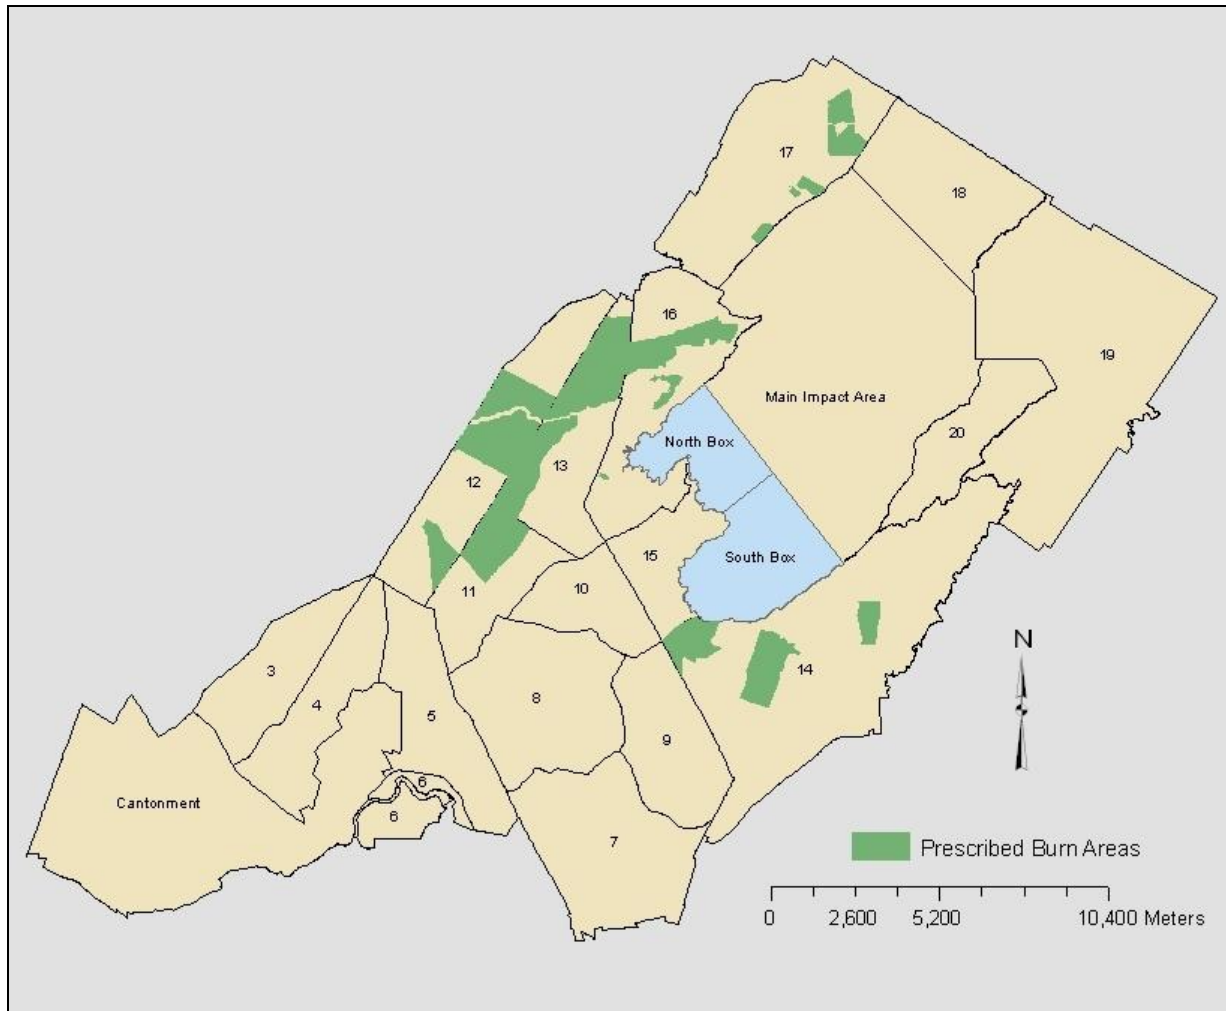 17
18
16
19
Main Impact Area
20
North Box
13
12
South Box
15
10
11
N
3
14
8
4
5
9
6
Cantonment
6
7
Prescribed Burn Areas
0 2,600 5,200 10,400 Meters